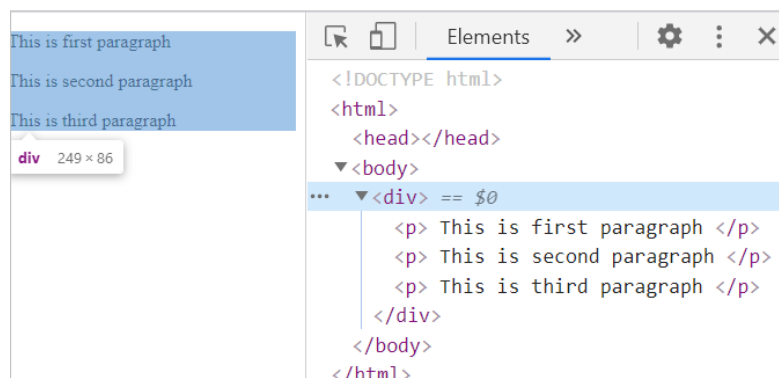 This is first paragraph
This is second paragraph
This is third paragraph
div 249 × 86
Elements »
<!DOCTYPE html>
<html>
<head></head>
▼<body>
... ▼<div> == $0
<p> This is first paragraph </p>
<p> This is second paragraph </p>
<p> This is third paragraph </p>
</div>
</body>
</html>